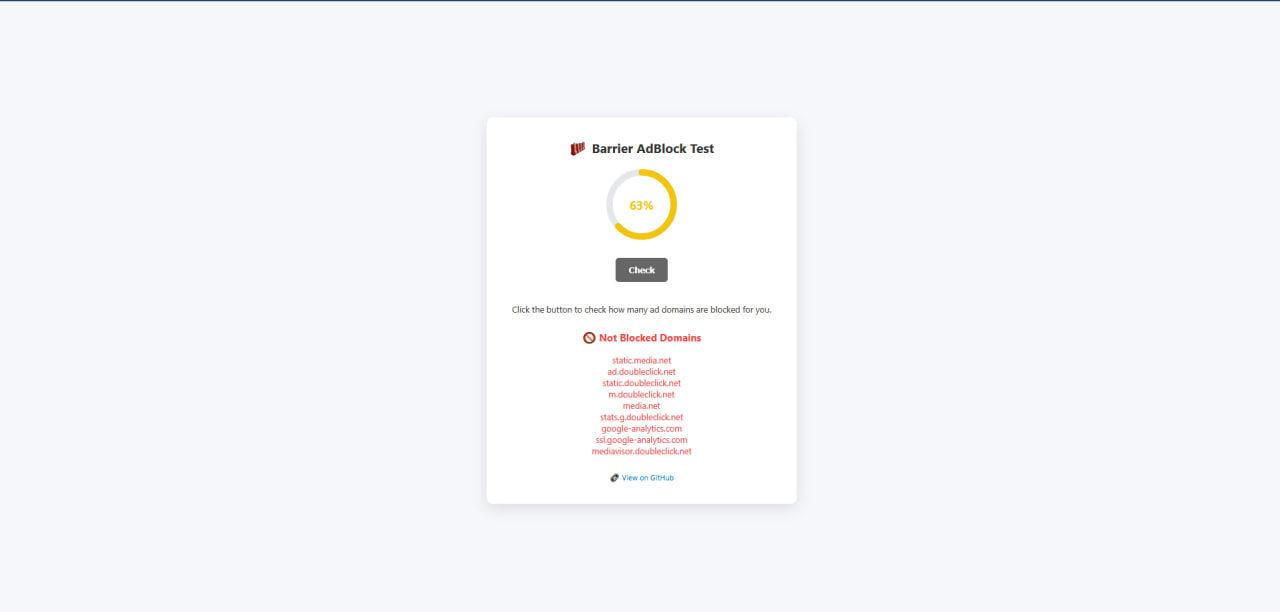 Barrier AdBlock Test
63%
Check
Click the button to check how many ad domains are blocked for you.
Not Blocked Domains
static.media.net
ad.doubleclick.net
static.doubleclick.net
m.doubleclick.net
media.net
stats.g.doubleclick.net
google-analytics.com
ssl.google-analytics.com
mediavisor.doubleclick.net
View on GitHub